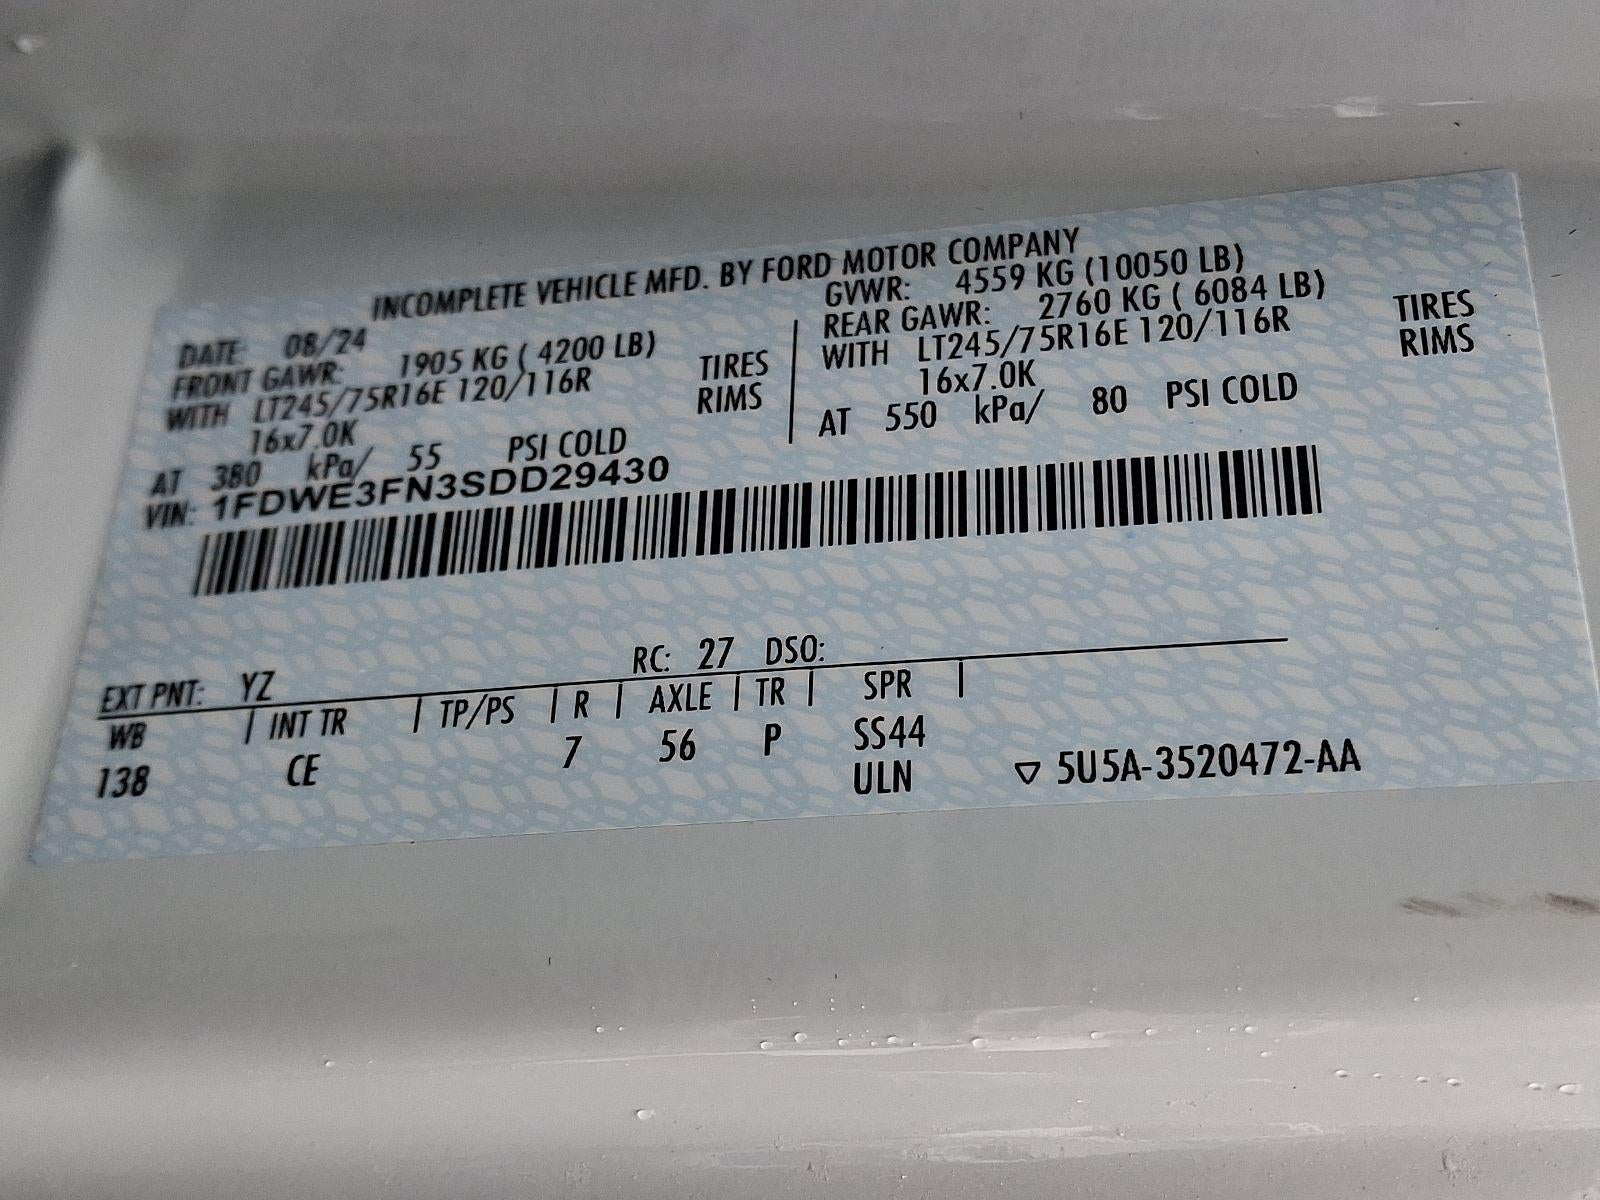 INCOMPLETE VEHICLE MFD. BY FORD MOTOR COMPANY
DATE: 08/24
GVWR: 4559 KG (10050 LB)
FRONT GAWR: 1905 KG ( 4200 LB)
WITH LT245/75R16E 120/116R TIRES
16x7.0K RIMS
AT 380 kPa/ 55 PSI COLD
REAR GAWR: 2760 KG ( 6084 LB)
WITH LT245/75R16E 120/116R TIRES
16x7.0K RIMS
AT 550 kPa/ 80 PSI COLD
VIN: 1FDWE3FN3SDD29430
EXT PNT: YZ RC: 27 DSO:
WB | INT TR | TP/PS | R | AXLE | TR | SPR |
138 CE 7 56 P SS44
ULN ▽ 5U5A-3520472-AA